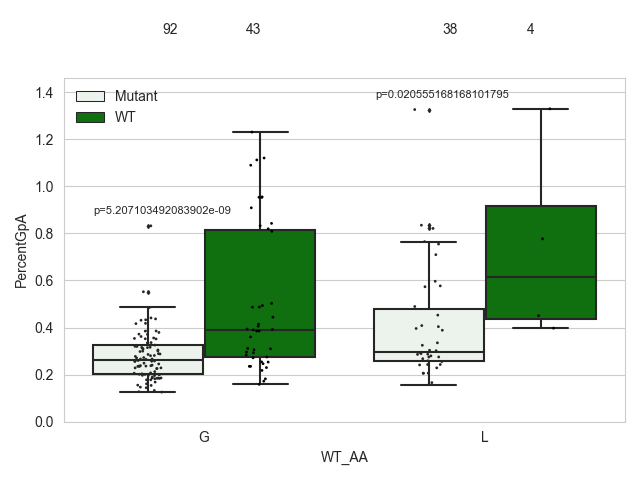 92 43 38 4
p=0.020555168168101795
Mutant
WT
p=5.207103492083902e-09
PercentGpA
1.4
1.2
1.0
0.8
0.6
0.4
0.2
0.0
G L
WT_AA